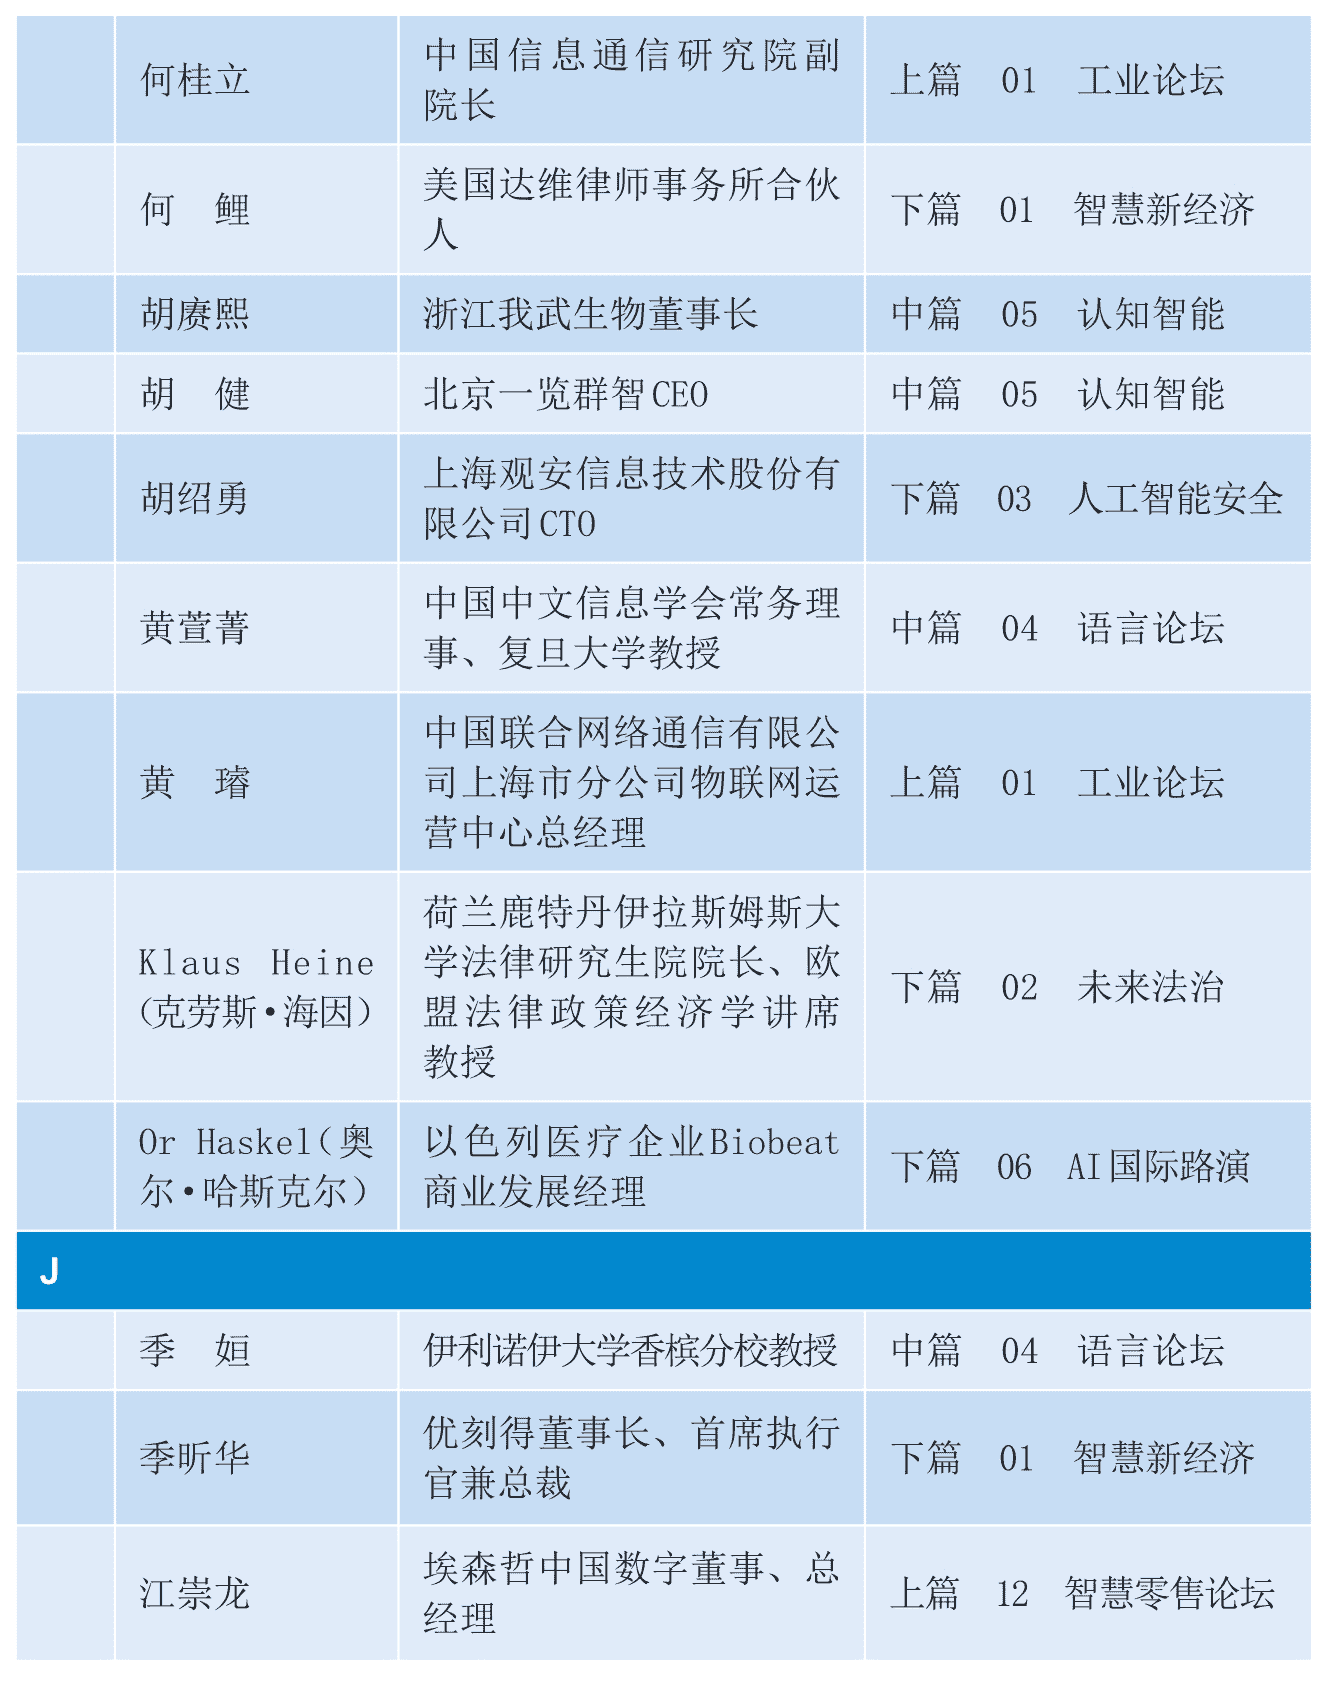 何桂立
中国信息通信研究院副
院长
上篇　01　工业论坛
何　鲤
美国达维律师事务所合伙
人
下篇　01　智慧新经济
胡赓熙
浙江我武生物董事长
中篇　05　认知智能
胡　健
北京一览群智CEO
中篇　05　认知智能
胡绍勇
上海观安信息技术股份有
限公司CTO
下篇　03　人工智能安全
黄萱菁
中国中文信息学会常务理
事、复旦大学教授
中篇　04　语言论坛
黄　璿
中国联合网络通信有限公
司上海市分公司物联网运
营中心总经理
上篇　01　工业论坛
Klaus Heine
（克劳斯·海因）
荷兰鹿特丹伊拉斯姆斯大
学法律研究生院院长、欧
盟法律政策经济学讲席
教授
下篇　02　未来法治
Or Haskel（奥
尔·哈斯克尔）
以色列医疗企业Biobeat
商业发展经理
下篇　06　AI国际路演
J
季　姮
伊利诺伊大学香槟分校教授
中篇　04　语言论坛
季昕华
优刻得董事长、首席执行
官兼总裁
下篇　01　智慧新经济
江崇龙
埃森哲中国数字董事、总
经理
上篇　12　智慧零售论坛